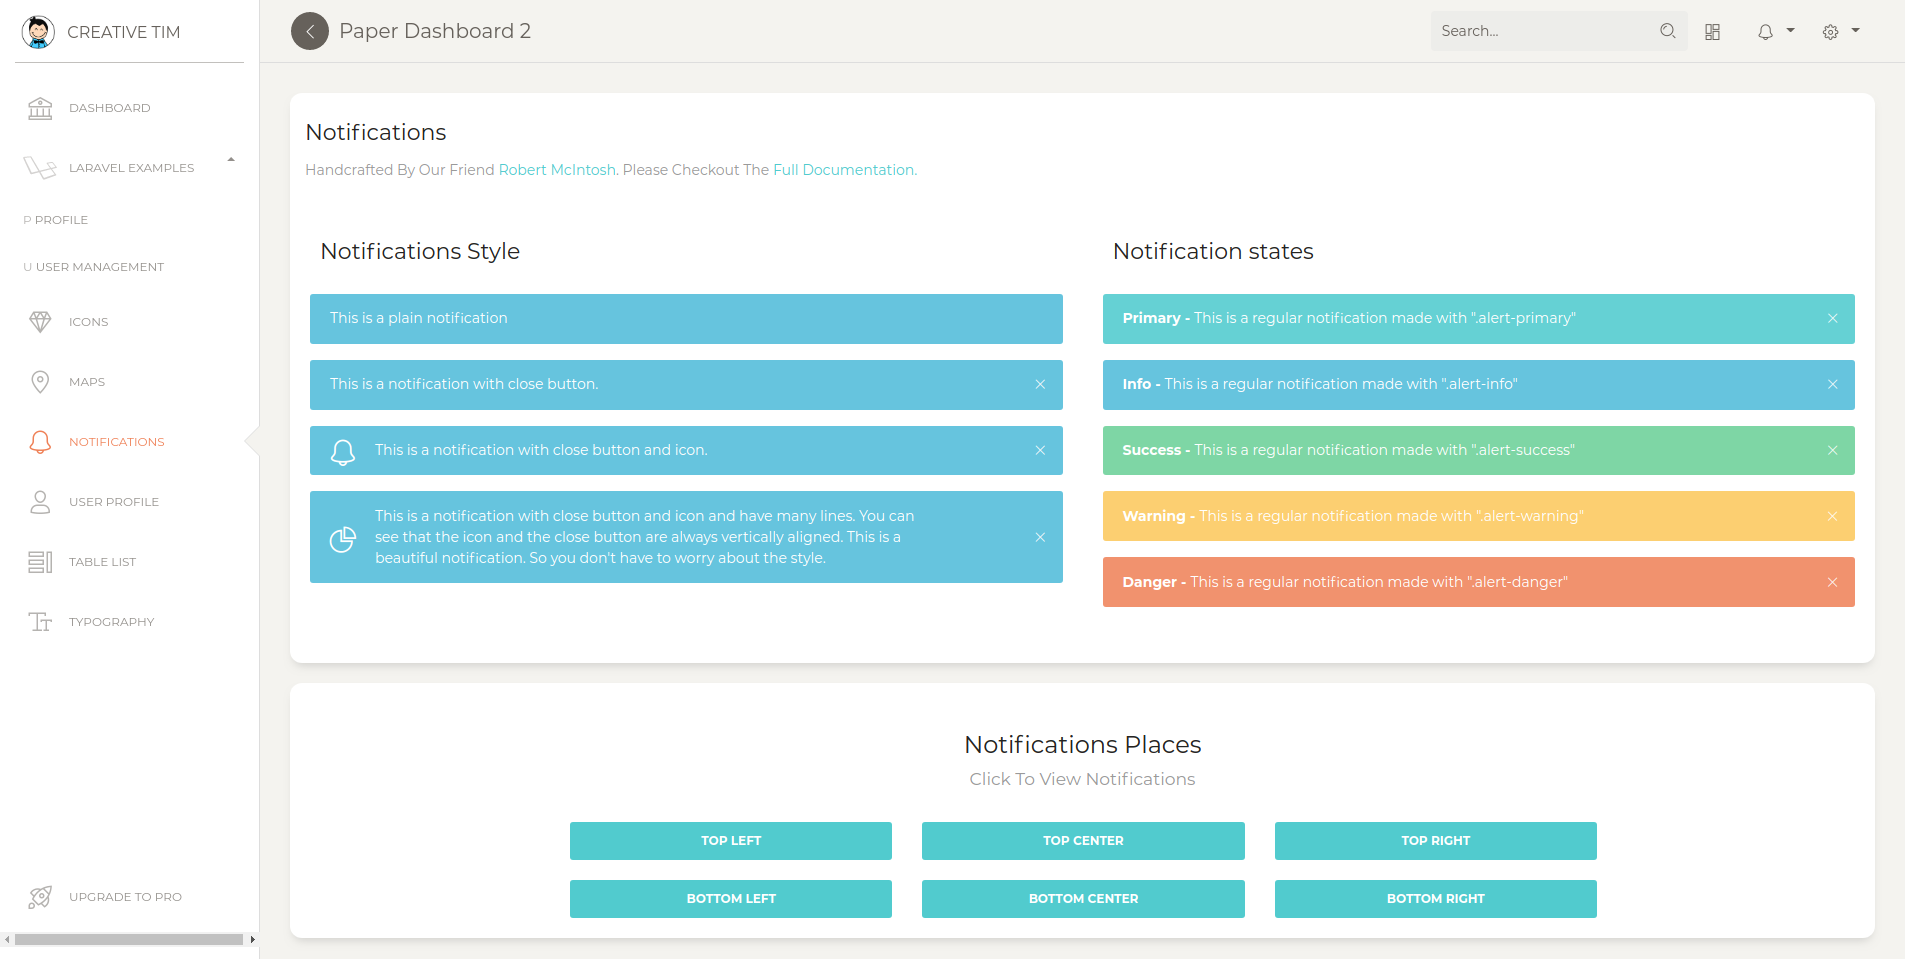 CREATIVE TIM
DASHBOARD
LARAVEL EXAMPLES
P PROFILE
U USER MANAGEMENT
ICONS
MAPS
NOTIFICATIONS
USER PROFILE
TABLE LIST
TYPOGRAPHY
UPGRADE TO PRO
Paper Dashboard 2
Search...
Notifications
Handcrafted By Our Friend Robert McIntosh. Please Checkout The Full Documentation.
Notifications Style
This is a plain notification
This is a notification with close button.
This is a notification with close button and icon.
This is a notification with close button and icon and have many lines. You can
see that the icon and the close button are always vertically aligned. This is a
beautiful notification. So you don't have to worry about the style.
Notification states
Primary - This is a regular notification made with ".alert-primary"
Info - This is a regular notification made with ".alert-info"
Success - This is a regular notification made with ".alert-success"
Warning - This is a regular notification made with ".alert-warning"
Danger - This is a regular notification made with ".alert-danger"
Notifications Places
Click To View Notifications
TOP LEFT
TOP CENTER
TOP RIGHT
BOTTOM LEFT
BOTTOM CENTER
BOTTOM RIGHT